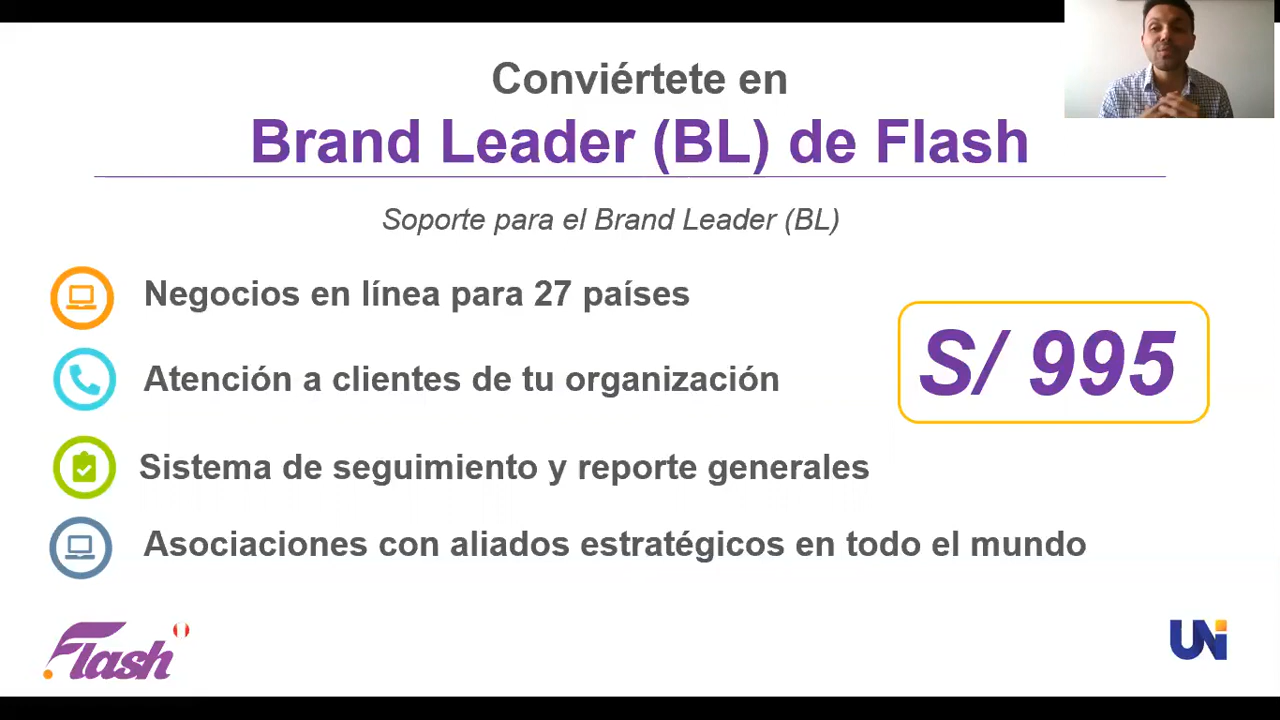 Conviértete en
Brand Leader (BL) de Flash
Soporte para el Brand Leader (BL)
Negocios en línea para 27 países
S/ 995
Atención a clientes de tu organización
Sistema de seguimiento y reporte generales
Asociaciones con aliados estratégicos en todo el mundo
Flash
UNi